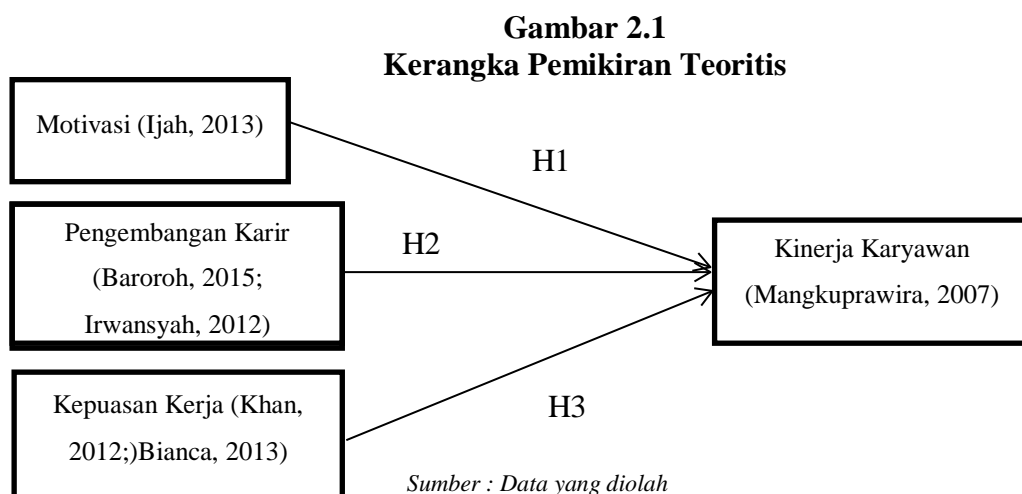 Gambar 2.1
Kerangka Pemikiran Teoritis
Motivasi (Ijah, 2013)
H1
Pengembangan Karir
(Baroroh, 2015;
Irwansyah, 2012)
H2
Kinerja Karyawan
(Mangkuprawira, 2007)
Kepuasan Kerja (Khan,
2012;)Bianca, 2013)
H3
Sumber : Data yang diolah